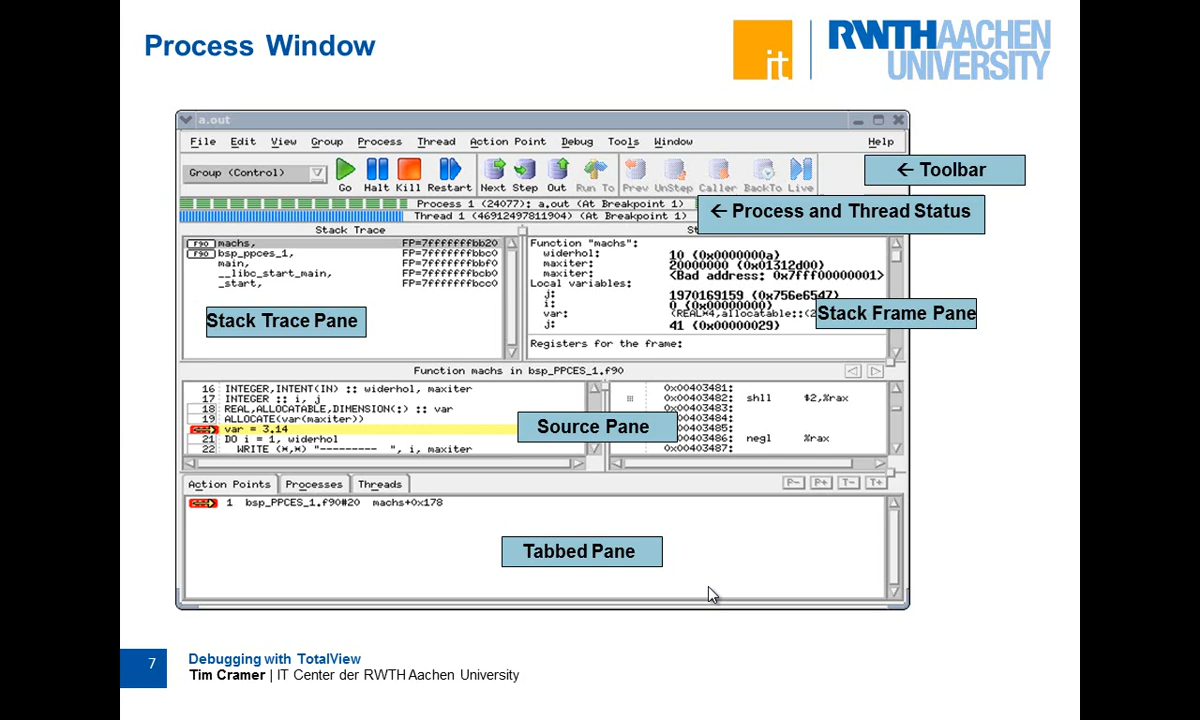 Process Window
it
RWTHAACHEN
UNIVERSITY
a.out
File Edit View Group Process Thread Action Point Debug Tools Window Help
Group (Control)
Go Halt Kill Restart Next Step Out Run To Prev UnStep Caller BackTo Live
← Toolbar
Process 1 (24077): a.out (At Breakpoint 1)
Thread 1 (46912497811904) (At Breakpoint 1)
← Process and Thread Status
Stack Trace
F90 machs, FP=7fffffffbb20
F90 bsp_ppces_1, FP=7fffffffbbc0
main, FP=7fffffffbbf0
__libc_start_main, FP=7fffffffbcb0
_start, FP=7fffffffbcc0
Stack Trace Pane
Function "machs":
widerhol: 10 (0x0000000a)
maxiter: 20000000 (0x01312d00)
maxiter: <Bad address: 0x7fff00000001>
Local variables:
j: 1970169159 (0x756e6547)
i: 0 (0x00000000)
var: (REAL*4,allocatable::(2
j: 41 (0x00000029)
Registers for the frame:
Stack Frame Pane
Function machs in bsp_PPCES_1.f90
16 INTEGER,INTENT(IN) :: widerhol, maxiter
17 INTEGER :: i, j
18 REAL,ALLOCATABLE,DIMENSION(:) :: var
19 ALLOCATE(var(maxiter))
var = 3.14
21 DO i = 1, widerhol
22 WRITE (*,*) "--------- ", i, maxiter
Source Pane
0x00403481:
0x00403482: shll $2,%rax
0x00403483:
0x00403484:
0x00403485:
0x00403486: negl %rax
0x00403487:
Action Points Processes Threads P- P+ T- T+
1 bsp_PPCES_1.f90#20 machs+0x178
Tabbed Pane
7
Debugging with TotalView
Tim Cramer | IT Center der RWTH Aachen University